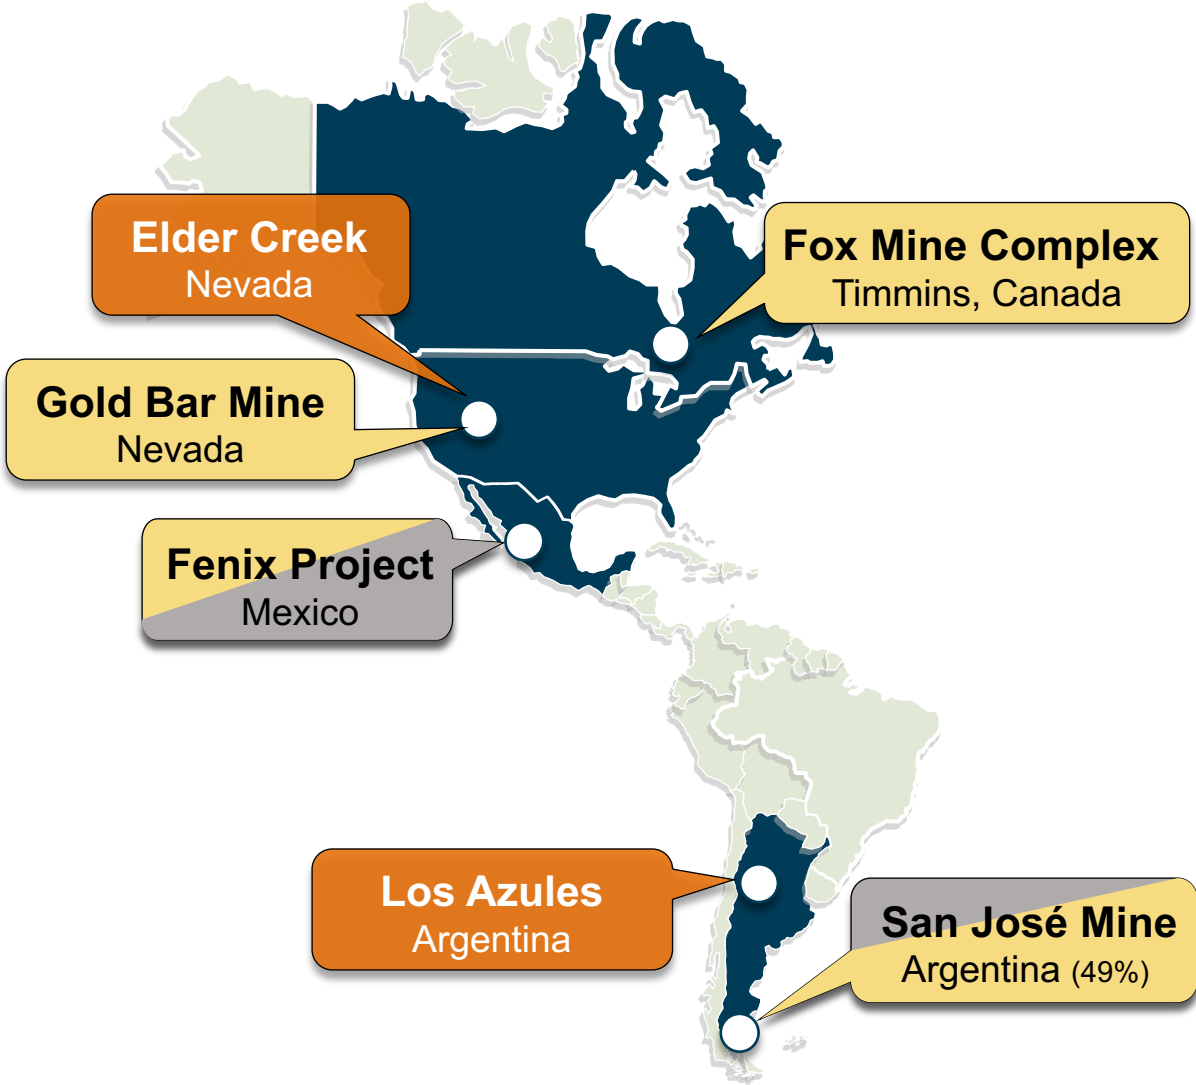 Elder Creek
Nevada
Fox Mine Complex
Timmins, Canada
Gold Bar Mine
Nevada
Fenix Project
Mexico
Los Azules
Argentina
San José Mine
Argentina (49%)